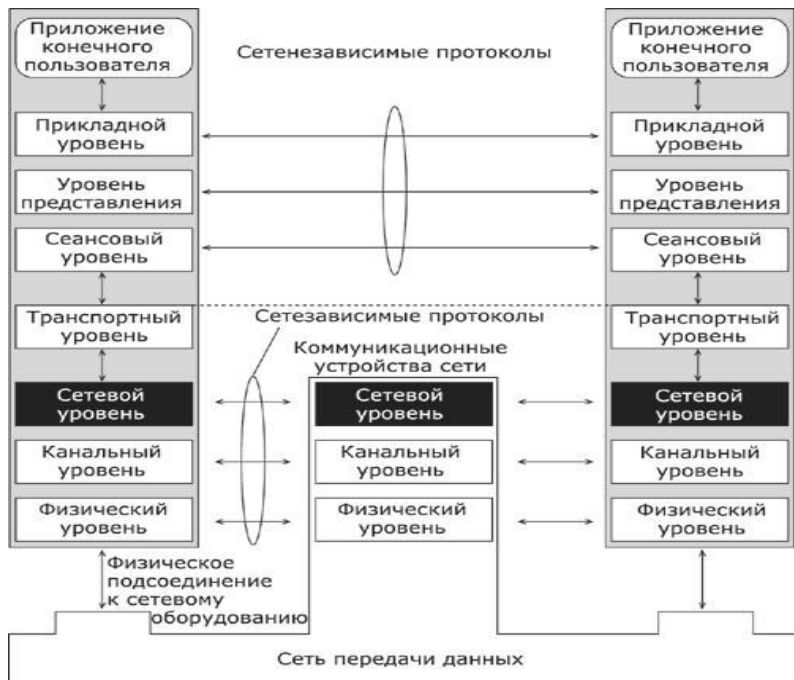 Приложение
конечного
пользователя
Сетенезависимые протоколы
Приложение
конечного
пользователя
Прикладной
уровень
Прикладной
уровень
Уровень
представления
Уровень
представления
Сеансовый
уровень
Сеансовый
уровень
Транспортный
уровень
Сетезависимые протоколы
Транспортный
уровень
Коммуникационные
устройства сети
Сетевой
уровень
Сетевой
уровень
Сетевой
уровень
Канальный
уровень
Канальный
уровень
Канальный
уровень
Физический
уровень
Физический
уровень
Физический
уровень
Физическое
подсоединение
к сетевому
оборудованию
Сеть передачи данных